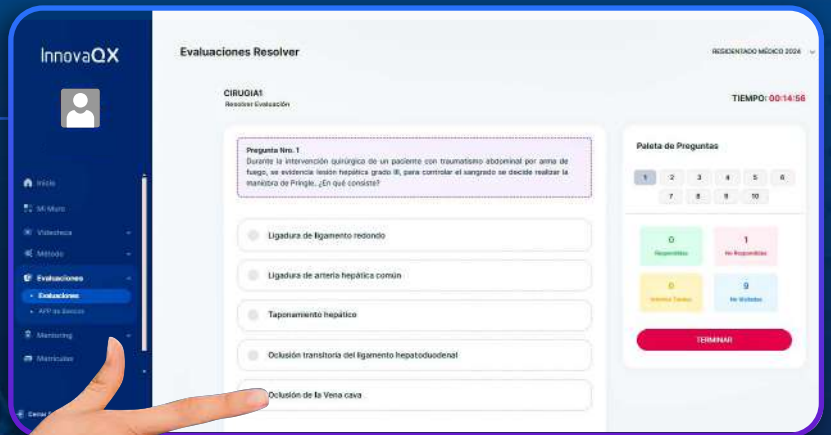 InnovaQX
Inicio
Mi Muro
Videoteca
Método
Evaluaciones
Evaluaciones
Mentoring
Matrículas
Evaluaciones Resolver
RESIDENTADO MÉDICO 2024
CIRUGIA1
Resolver Evaluación
TIEMPO: 00:14:56
Pregunta Nro. 1
Durante la intervención quirúrgica de un paciente con traumatismo abdominal por arma de
fuego, se evidencia lesión hepática grado III, para controlar el sangrado se decide realizar la
maniobra de Pringle. ¿En qué consiste?
Ligadura de ligamento redondo
Ligadura de arteria hepática común
Taponamiento hepático
Oclusión transitoria del ligamento hepatoduodenal
Oclusión de la Vena cava
Paleta de Preguntas
1 2 3 4 5 6
7 8 9 10
0
Respondidas
1
No Respondidas
0
9
No Visitadas
TERMINAR